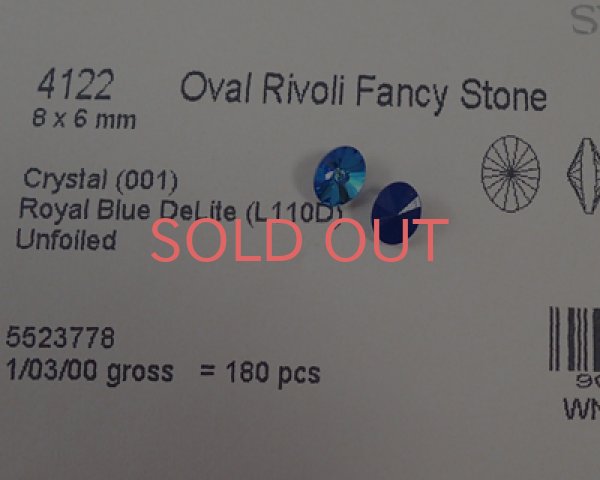 4122 Oval Rivoli Fancy Stone
8 x 6 mm
Crystal (001)
Royal Blue DeLite (L110D)
Unfoiled
SOLD OUT
5523778
1/03/00 gross = 180 pcs